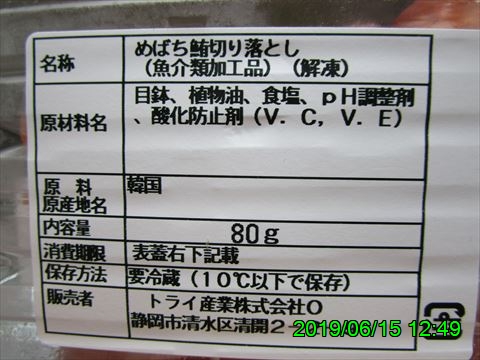 名称
めばち鮪切り落とし
（魚介類加工品）（解凍）
原材料名
目鉢、植物油、食塩、ｐＨ調整剤
、酸化防止剤（Ｖ．Ｃ，Ｖ．Ｅ）
原　料
原産地名
韓国
内容量
80ｇ
消費期限
表蓋右下記載
保存方法
要冷蔵（１０℃以下で保存）
販売者
トライ産業株式会社Ｏ
静岡市清水区清開２－
2019/06/15 12:49